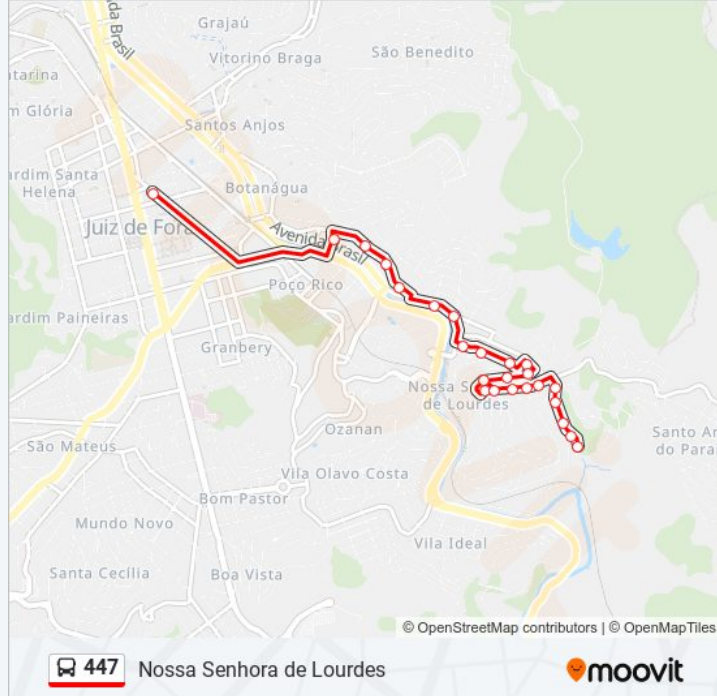 Grajaú
da Brasil
Vitorino Braga
São Benedito
atarina
m Glória
Santos Anjos
ardim Santa
Helena
Botanágua
Juiz de Fora
Avenida Brasil
Poço Rico
ardim Paineiras
Granbery
Nossa S
de Lourdes
Ozanan
Santo An
do Para
São Mateus
Vila Olavo Costa
Bom Pastor
Mundo Novo
Vila Ideal
Santa Cecília
Boa Vista
© OpenStreetMap contributors | © OpenMapTiles
447 Nossa Senhora de Lourdes
moovit